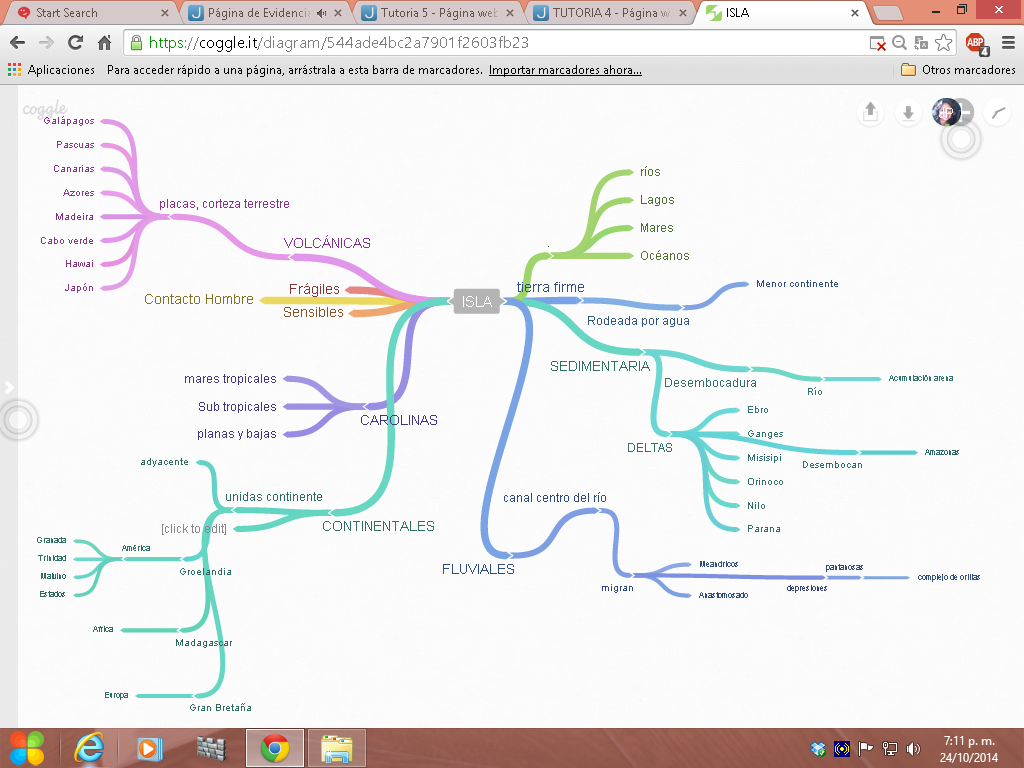 Start Search
Página de Evidenci
Tutoria 5 - Página web
TUTORIA 4 - Página w
ISLA
https://coggle.it/diagram/544ade4bc2a7901f2603fb23
ABP
4
Aplicaciones
Para acceder rápido a una página, arrástrala a esta barra de marcadores.
Importar marcadores ahora...
Otros marcadores
coggle
Galápagos
Pascuas
Canarias
Azores
Madeira
Cabo verde
Hawai
Japón
placas, corteza terrestre
VOLCÁNICAS
Frágiles
Contacto Hombre
Sensibles
mares tropicales
Sub tropicales
planas y bajas
CAROLINAS
adyacente
unidas continente
[click to edit]
CONTINENTALES
Granada
Trinidad
Maluino
Estados
América
Groelandia
Africa
Madagascar
Europa
Gran Bretaña
ISLA
ríos
Lagos
Mares
Océanos
tierra firme
Rodeada por agua
Menor continente
SEDIMENTARIA
Desembocadura
Río
Acumulación arena
DELTAS
Ebro
Ganges
Misisipi
Orinoco
Nilo
Parana
Desembocan
Amazonas
canal centro del río
FLUVIALES
migran
Meandricos
Anastomosado
depresiones
pantanosas
complejo de orillas
7:11 p. m.
24/10/2014